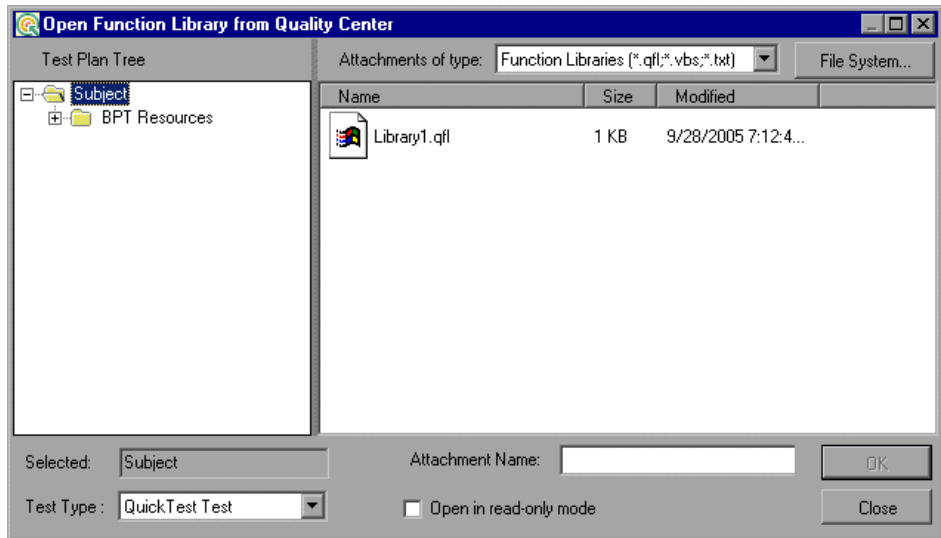 Open Function Library from Quality Center
Test Plan Tree
Attachments of type: Function Libraries (*.qfl;*.vbs;*.txt) File System...
Subject
BPT Resources
Name Size Modified
Library1.qfl 1 KB 9/28/2005 7:12:4...
Selected: Subject
Attachment Name:
OK
Test Type : QuickTest Test
Open in read-only mode
Close